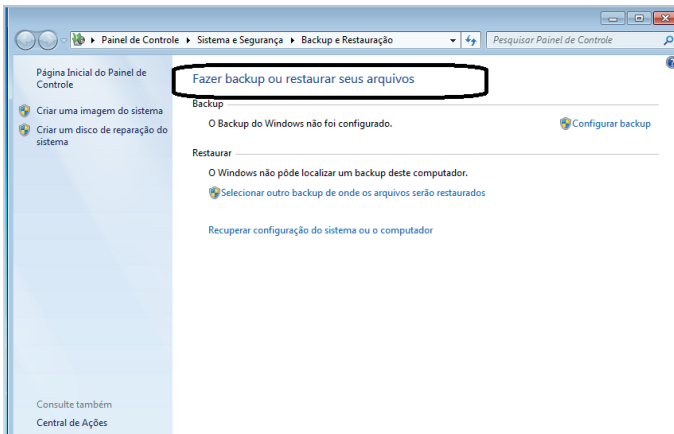 Painel de Controle Sistema e Segurança Backup e Restauração Pesquisar Painel de Controle
Página Inicial do Painel de
Controle
Criar uma imagem do sistema
Criar um disco de reparação do
sistema
Consulte também
Central de Ações
Fazer backup ou restaurar seus arquivos
Backup
O Backup do Windows não foi configurado. Configurar backup
Restaurar
O Windows não pôde localizar um backup deste computador.
Selecionar outro backup de onde os arquivos serão restaurados
Recuperar configuração do sistema ou o computador